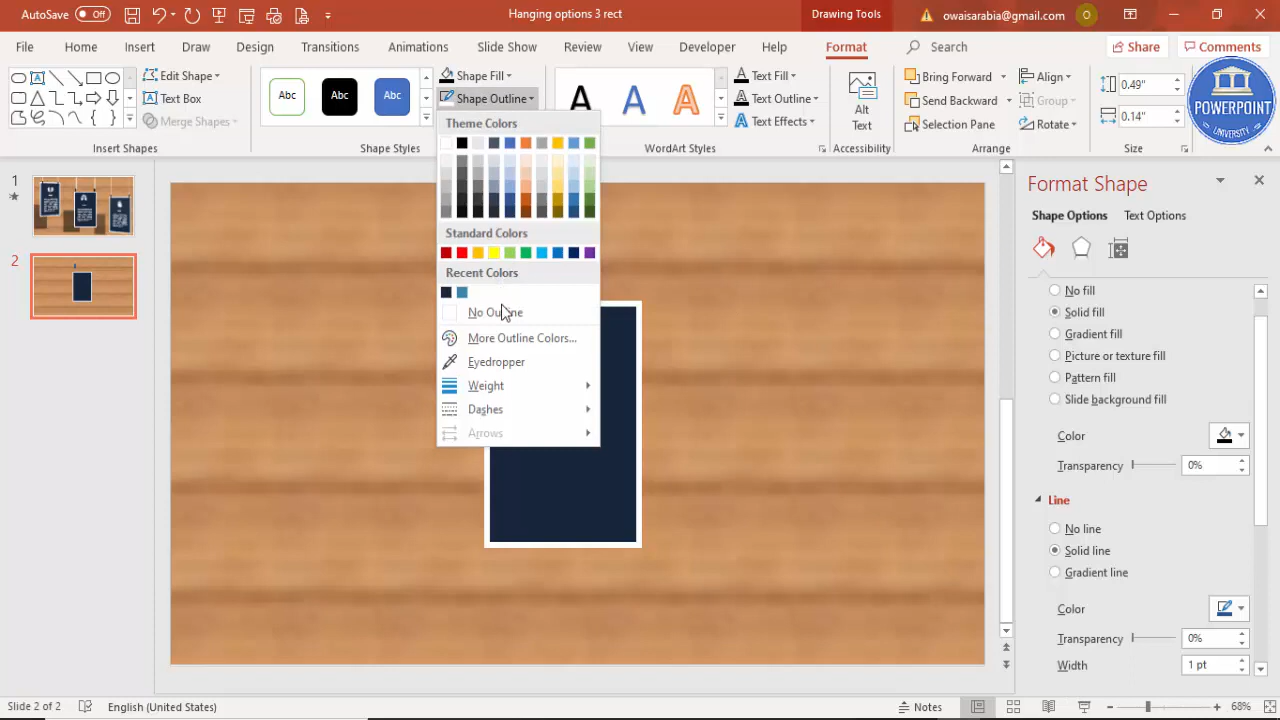 AutoSave Off Hanging options 3 rect Drawing Tools owaisarabia@gmail.com O
File Home Insert Draw Design Transitions Animations Slide Show Review View Developer Help Format Search Share Comments
Edit Shape
Text Box
Merge Shapes
Insert Shapes
Abc Abc Abc
Shape Fill
Shape Outline
Shape Styles
A A A
Text Fill
Text Outline
Text Effects
WordArt Styles
Alt
Text
Accessibility
Bring Forward
Send Backward
Selection Pane
Align
Group
Rotate
Arrange
0.49"
0.14"
Size
POWERPOINT
UNIVERSITY
Theme Colors
Standard Colors
Recent Colors
No Outline
More Outline Colors...
Eyedropper
Weight
Dashes
Arrows
1
2
Format Shape
Shape Options Text Options
No fill
Solid fill
Gradient fill
Picture or texture fill
Pattern fill
Slide background fill
Color
Transparency 0%
Line
No line
Solid line
Gradient line
Color
Transparency 0%
Width 1 pt
Slide 2 of 2 English (United States) Notes 68%